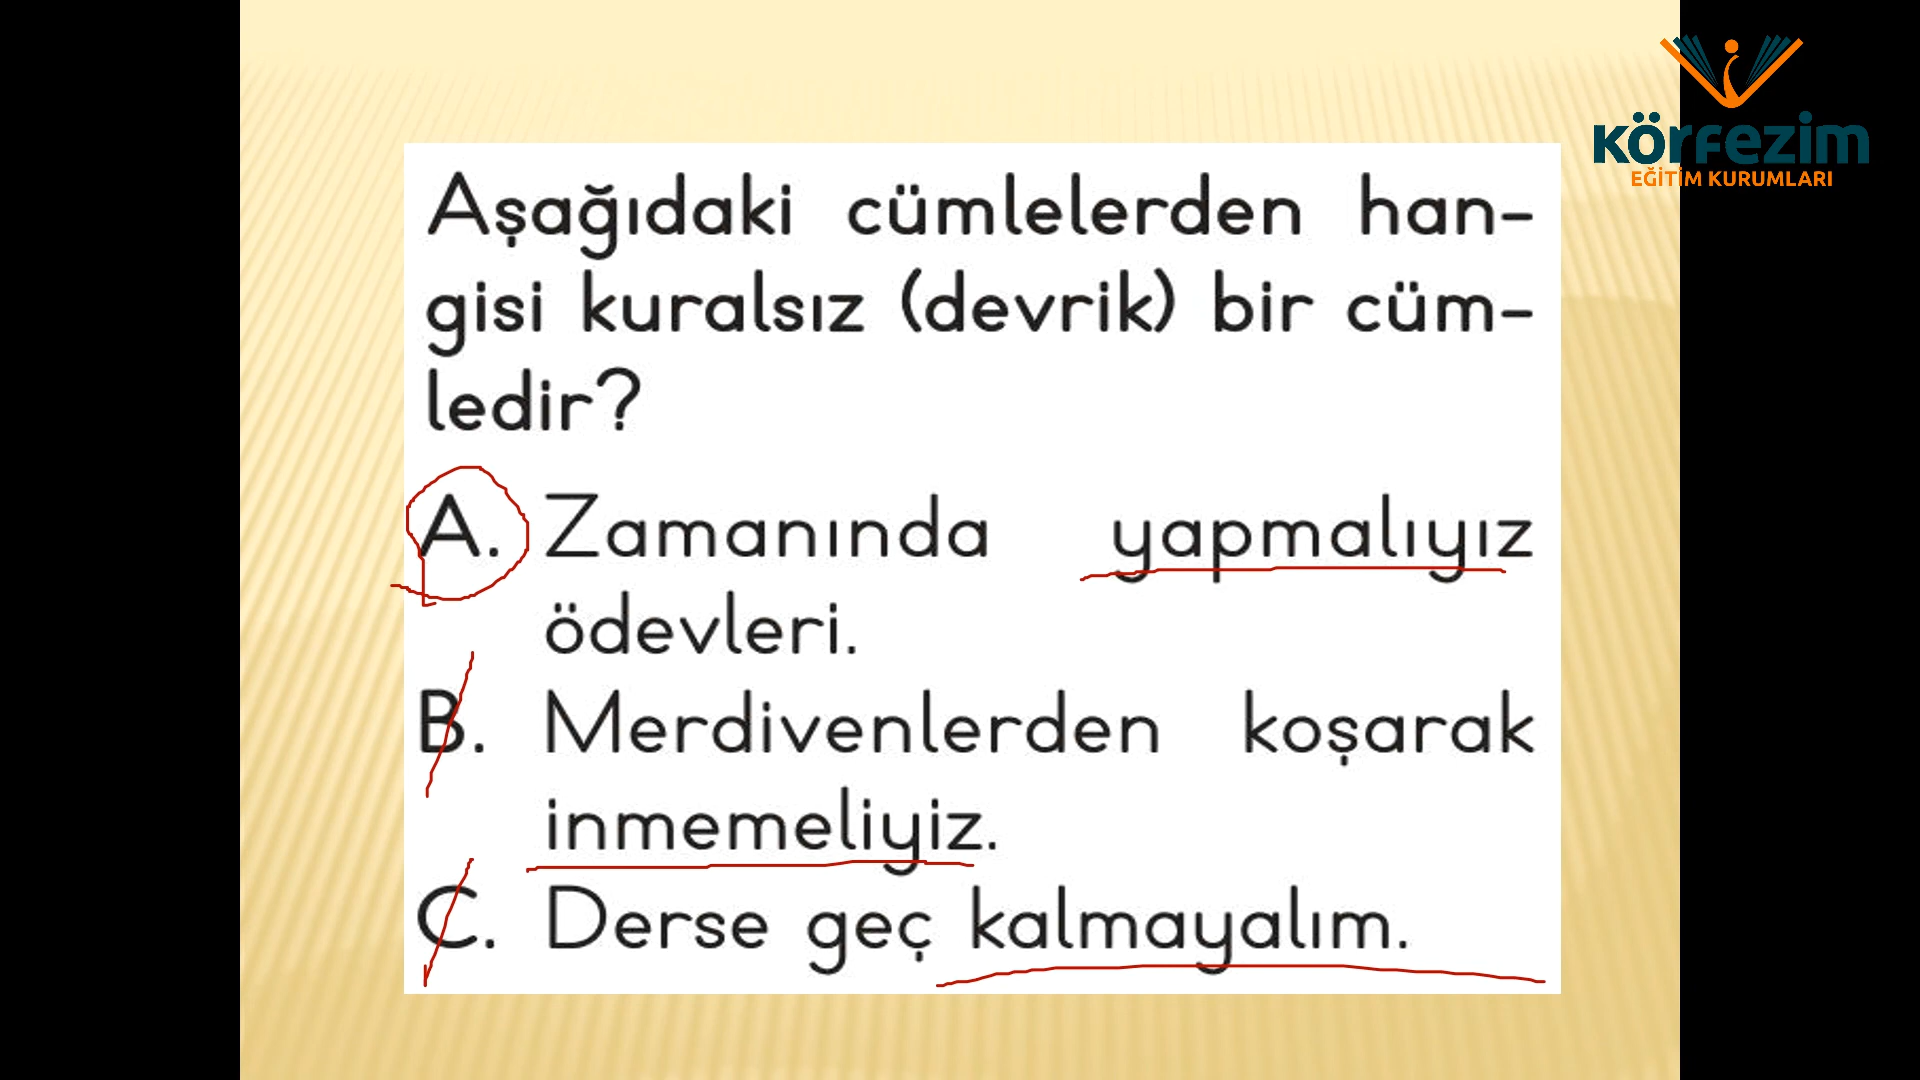 körfezim
EĞİTİM KURUMLARI
Aşağıdaki cümlelerden han-
gisi kuralsız (devrik) bir cüm-
ledir?
A. Zamanında yapmalıyız
ödevleri.
B. Merdivenlerden koşarak
inmemeliyiz.
C. Derse geç kalmayalım.